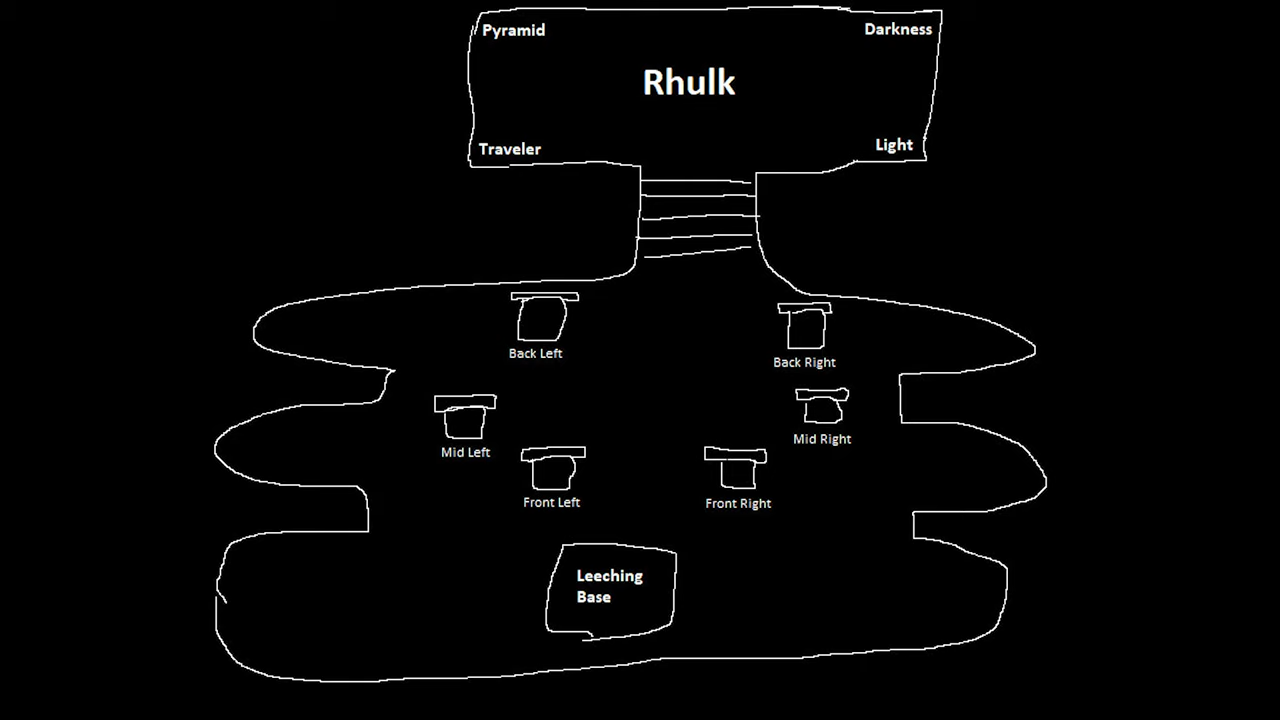 Pyramid
Darkness
Rhulk
Traveler
Light
Back Left
Back Right
Mid Left
Mid Right
Front Left
Front Right
Leeching
Base